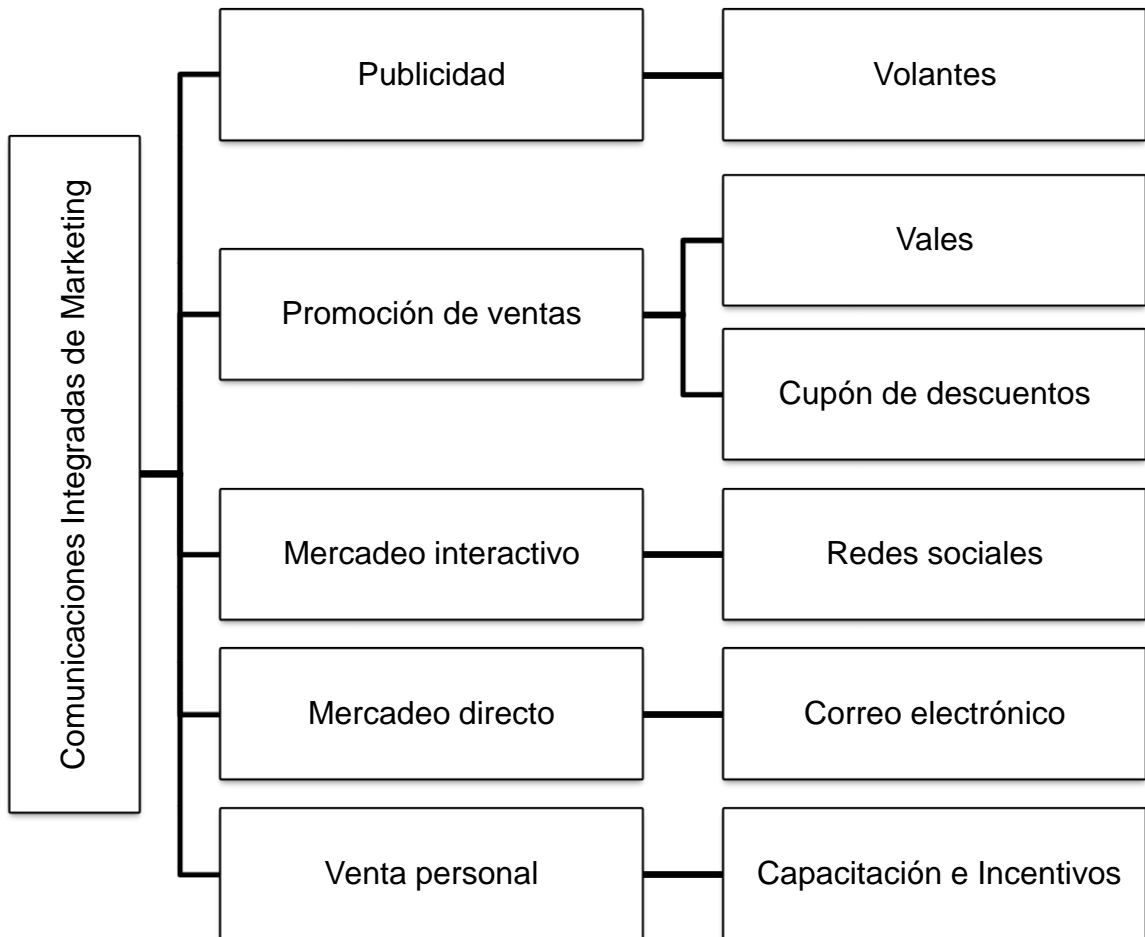 Comunicaciones Integradas de Marketing
Publicidad
Volantes
Promoción de ventas
Vales
Cupón de descuentos
Mercadeo interactivo
Redes sociales
Mercadeo directo
Correo electrónico
Venta personal
Capacitación e Incentivos